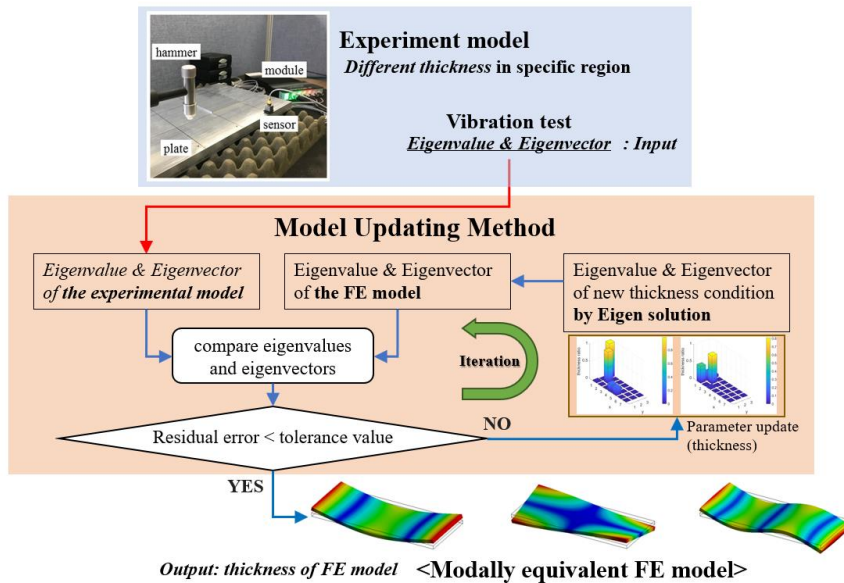 Experiment model
Different thickness in specific region
hammer
module
sensor
plate
Vibration test
Eigenvalue & Eigenvector : Input
Model Updating Method
Eigenvalue & Eigenvector
of the experimental model
Eigenvalue & Eigenvector
of the FE model
Eigenvalue & Eigenvector
of new thickness condition
by Eigen solution
compare eigenvalues
and eigenvectors
Iteration
Residual error < tolerance value
NO
Parameter update
(thickness)
YES
Output: thickness of FE model
<Modally equivalent FE model>